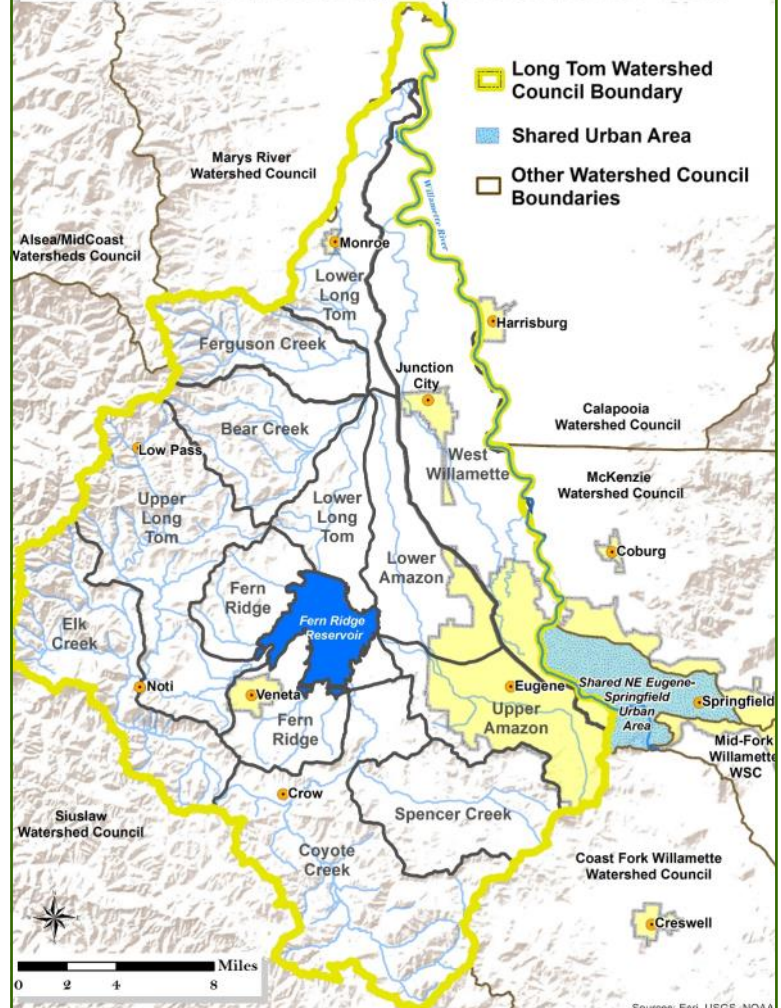 Long Tom Watershed
Council Boundary
Shared Urban Area
Other Watershed Council
Boundaries
Marys River
Watershed Council
Willamette River
Alsea/MidCoast
Watersheds Council
Monroe
Lower
Long
Tom
Harrisburg
Ferguson Creek
Junction
City
Calapooia
Watershed Council
Bear Creek
Low Pass
West
Willamette
McKenzie
Watershed Council
Upper
Long
Tom
Lower
Long
Tom
Coburg
Lower
Amazon
Fern
Ridge
Fern Ridge
Reservoir
Elk
Creek
Shared NE Eugene-
Springfield
Urban
Area
Noti
Veneta
Eugene
Springfield
Upper
Amazon
Fern
Ridge
Mid-Fork
Willamette
WSC
Crow
Siuslaw
Watershed Council
Spencer Creek
Coyote
Creek
Coast Fork Willamette
Watershed Council
Creswell
0 2 4 8 Miles
Sources: Esri, USGS, NOAA